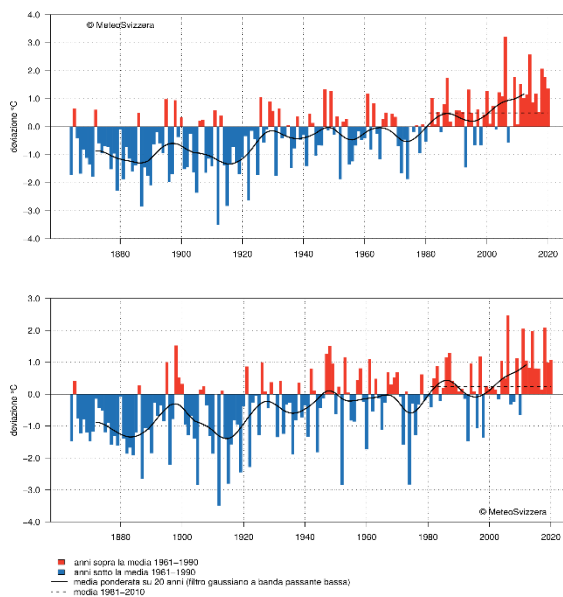 4.0
© MeteoSvizzera
3.0
2.0
1.0
0.0
−1.0
−2.0
−3.0
−4.0
deviazione °C
1880 1900 1920 1940 1960 1980 2000 2020
3.0
2.0
1.0
0.0
−1.0
−2.0
−3.0
−4.0
deviazione °C
© MeteoSvizzera
1880 1900 1920 1940 1960 1980 2000 2020
anni sopra la media 1961−1990
anni sotto la media 1961−1990
media ponderata su 20 anni (filtro gaussiano a banda passante bassa)
media 1981−2010